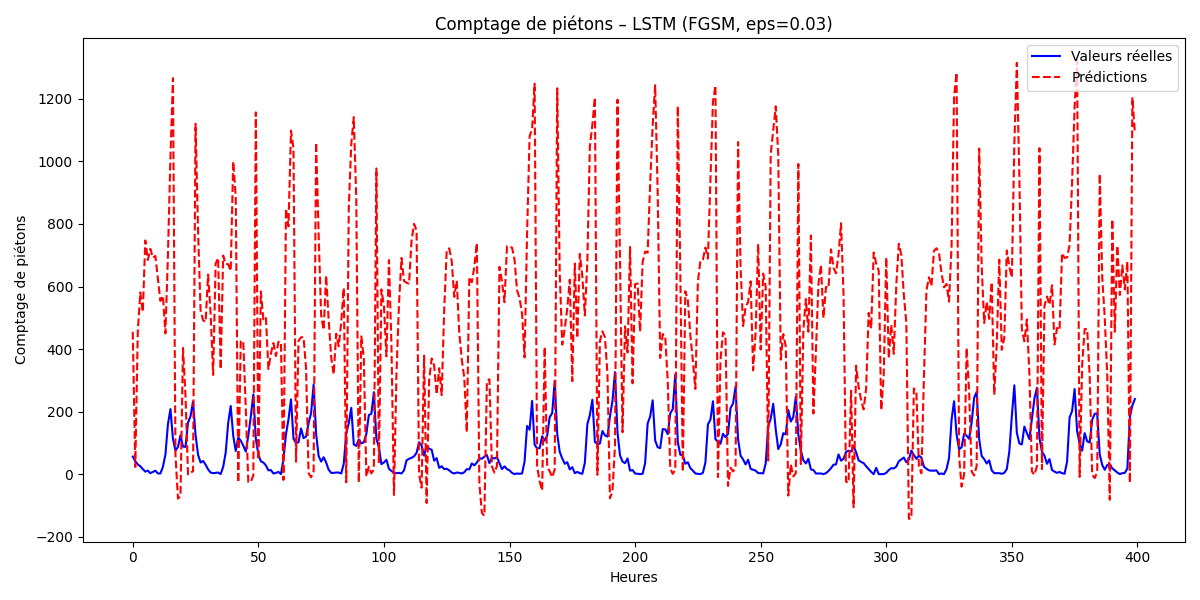 Comptage de piétons – LSTM (FGSM, eps=0.03)
Valeurs réelles
Prédictions
Comptage de piétons
1200
1000
800
600
400
200
0
−200
0 50 100 150 200 250 300 350 400
Heures